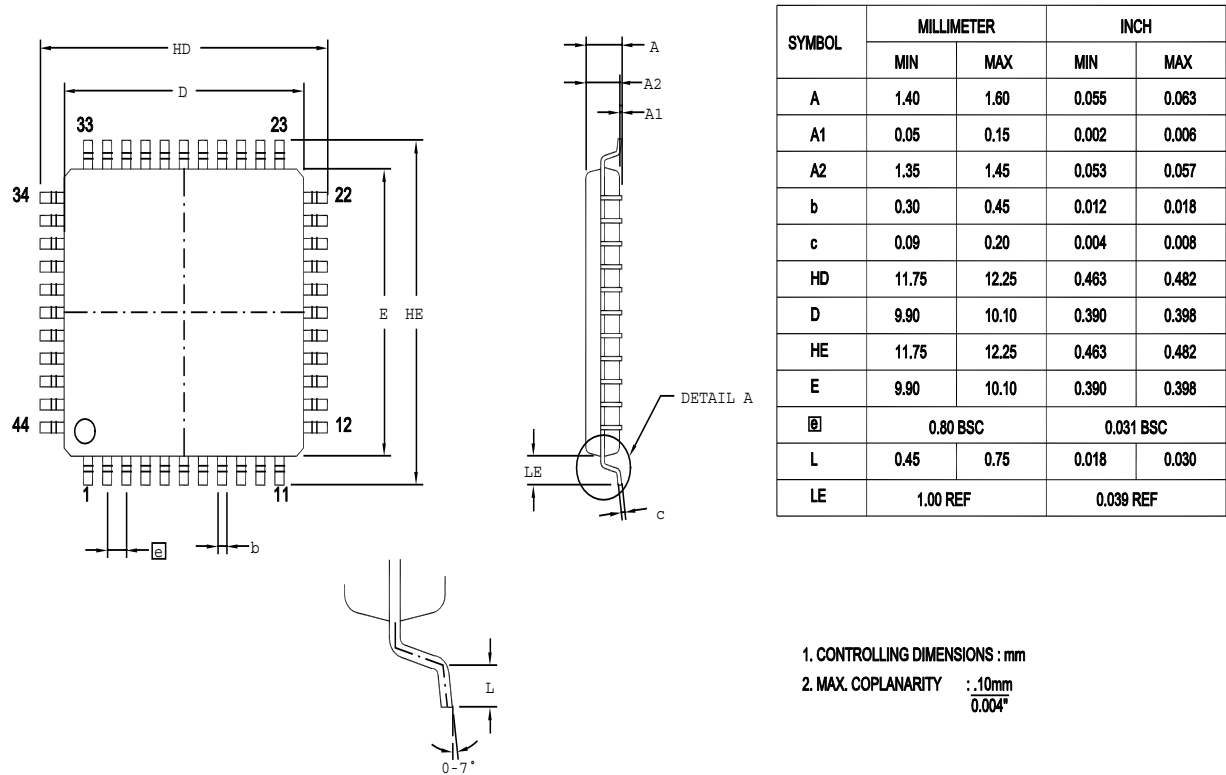 HD
D
33 23
34 22
E HE
44 12
1 11
e b
A
A2
A1
DETAIL A
LE
c
L
0-7°
SYMBOL MILLIMETER INCH
MIN MAX MIN MAX
A 1.40 1.60 0.055 0.063
A1 0.05 0.15 0.002 0.006
A2 1.35 1.45 0.053 0.057
b 0.30 0.45 0.012 0.018
c 0.09 0.20 0.004 0.008
HD 11.75 12.25 0.463 0.482
D 9.90 10.10 0.390 0.398
HE 11.75 12.25 0.463 0.482
E 9.90 10.10 0.390 0.398
e 0.80 BSC 0.031 BSC
L 0.45 0.75 0.018 0.030
LE 1.00 REF 0.039 REF
1. CONTROLLING DIMENSIONS : mm
2. MAX. COPLANARITY : .10mm
0.004"